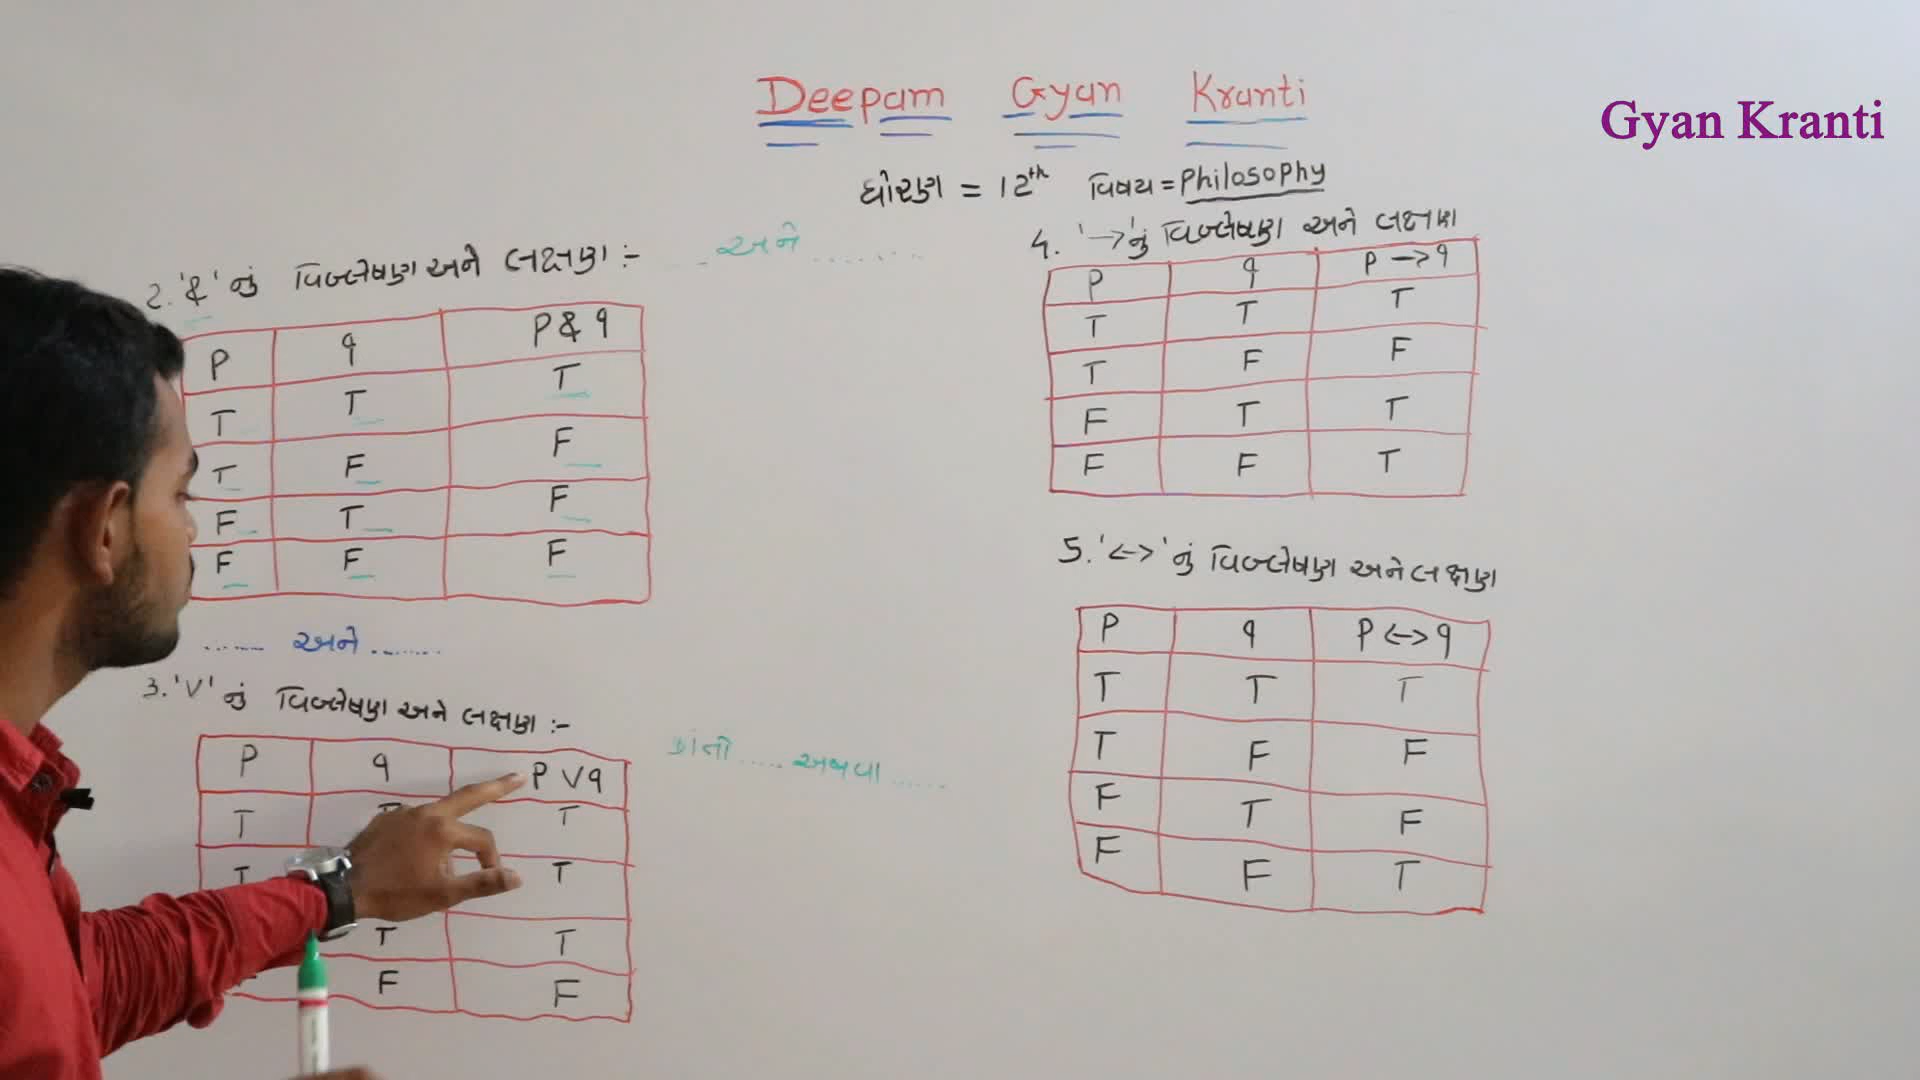 Deepam Gyan Kranti
Gyan Kranti
ધોરણ = 12th વિષય = Philosophy
2. '&' નું વિશ્લેષણ અને લક્ષણ :- ..... અને ........
P q P & q
T T T
T F F
F T F
F F F
...... અને ........
3. 'V' નું વિશ્લેષણ અને લક્ષણ :-
કાંતો ..... અથવા ......
P q P V q
T T
T T
T T
F F
4. '->' નું વિશ્લેષણ અને લક્ષણ
P q P -> q
T T T
T F F
F T T
F F T
5. '<->' નું વિશ્લેષણ અને લક્ષણ
P q P <-> q
T T T
T F F
F T F
F F T